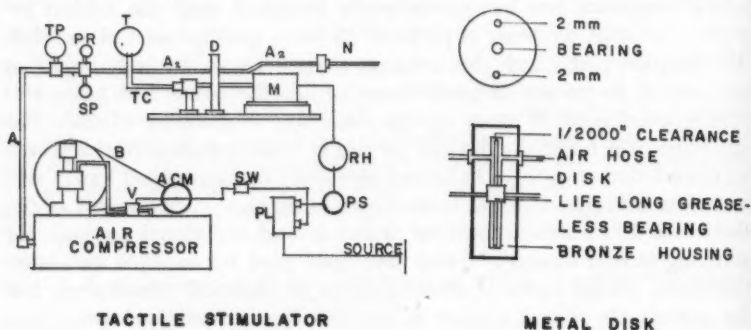 TP
PR
T
D
A₁
A₂
N
TC
SP
M
A
B
V
ACM
SW
RH
PL
PS
AIR
COMPRESSOR
SOURCE
TACTILE STIMULATOR
2 mm
BEARING
2 mm
1/2000" CLEARANCE
AIR HOSE
DISK
LIFE LONG GREASE-
LESS BEARING
BRONZE HOUSING
METAL DISK